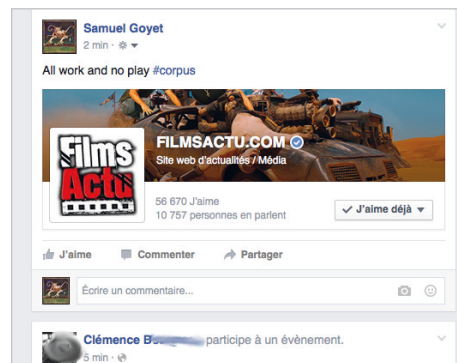 Samuel Goyet
2 min
All work and no play #corpus
Films
Actu
FILMSACTU.COM
Site web d'actualités / Média
56 670 J'aime
10 757 personnes en parlent
J'aime déjà
J'aime Commenter Partager
Écrire un commentaire...
Clémence participe à un évènement.
5 min